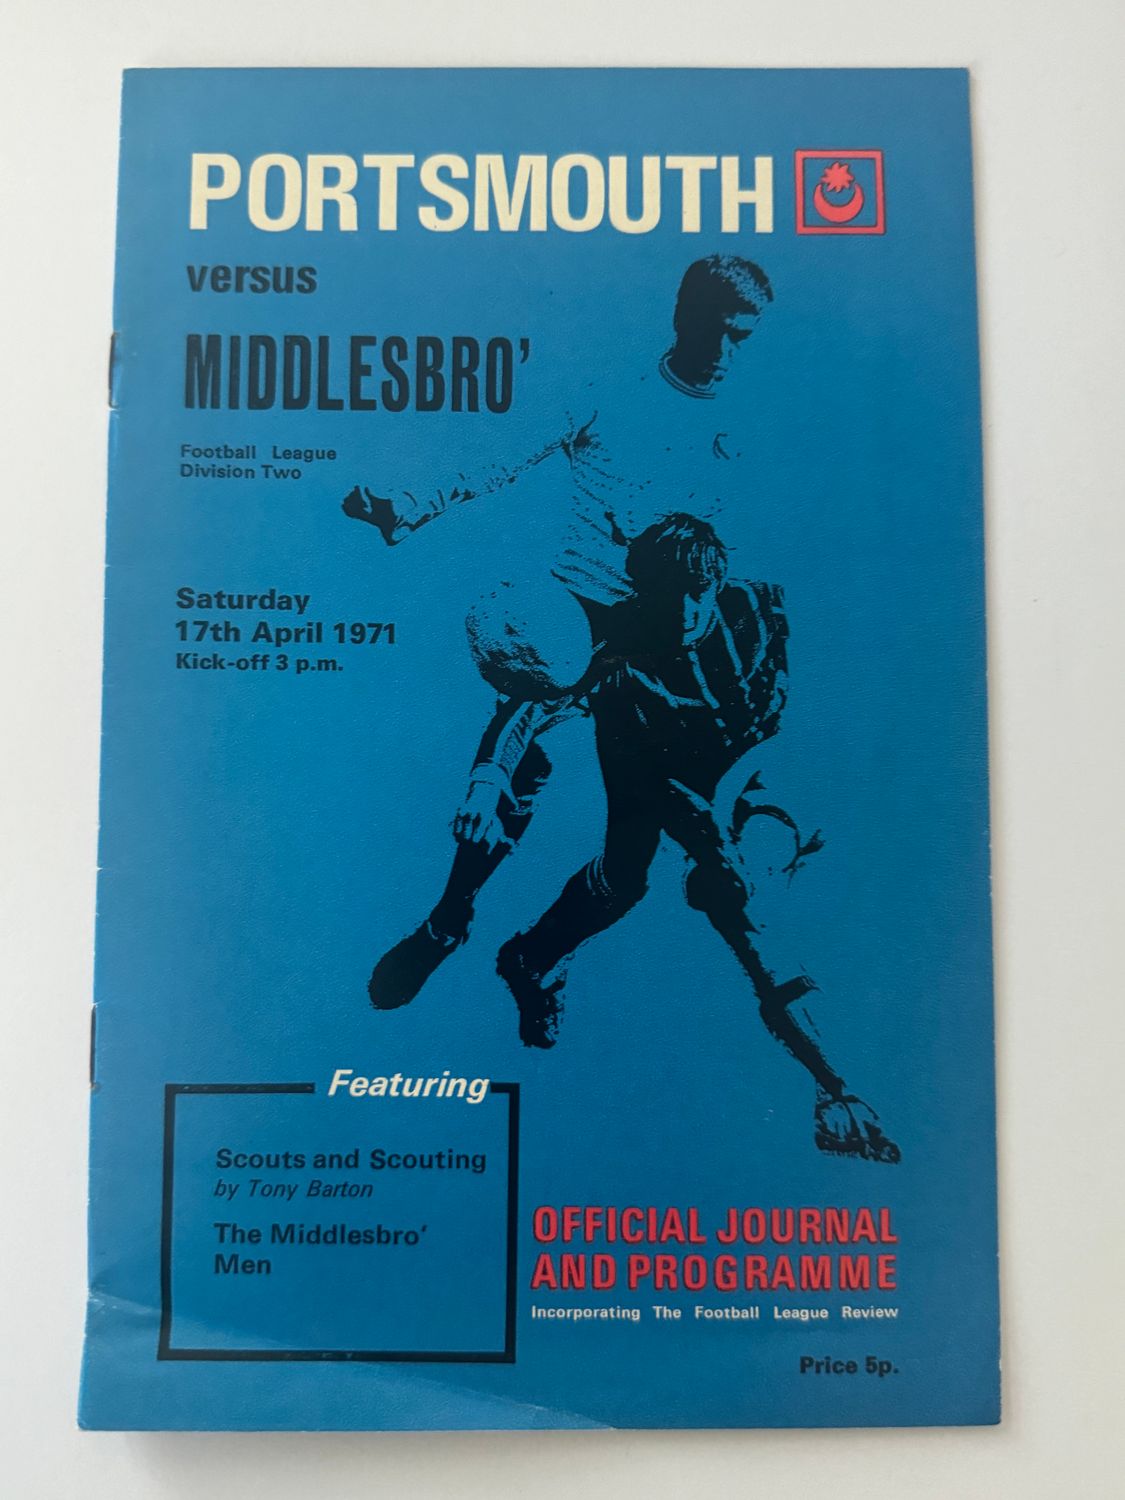 PORTSMOUTH
versus
MIDDLESBRO'
Football League
Division Two
Saturday
17th April 1971
Kick-off 3 p.m.
Featuring
Scouts and Scouting
by Tony Barton
The Middlesbro'
Men
OFFICIAL JOURNAL
AND PROGRAMME
Incorporating The Football League Review
Price 5p.